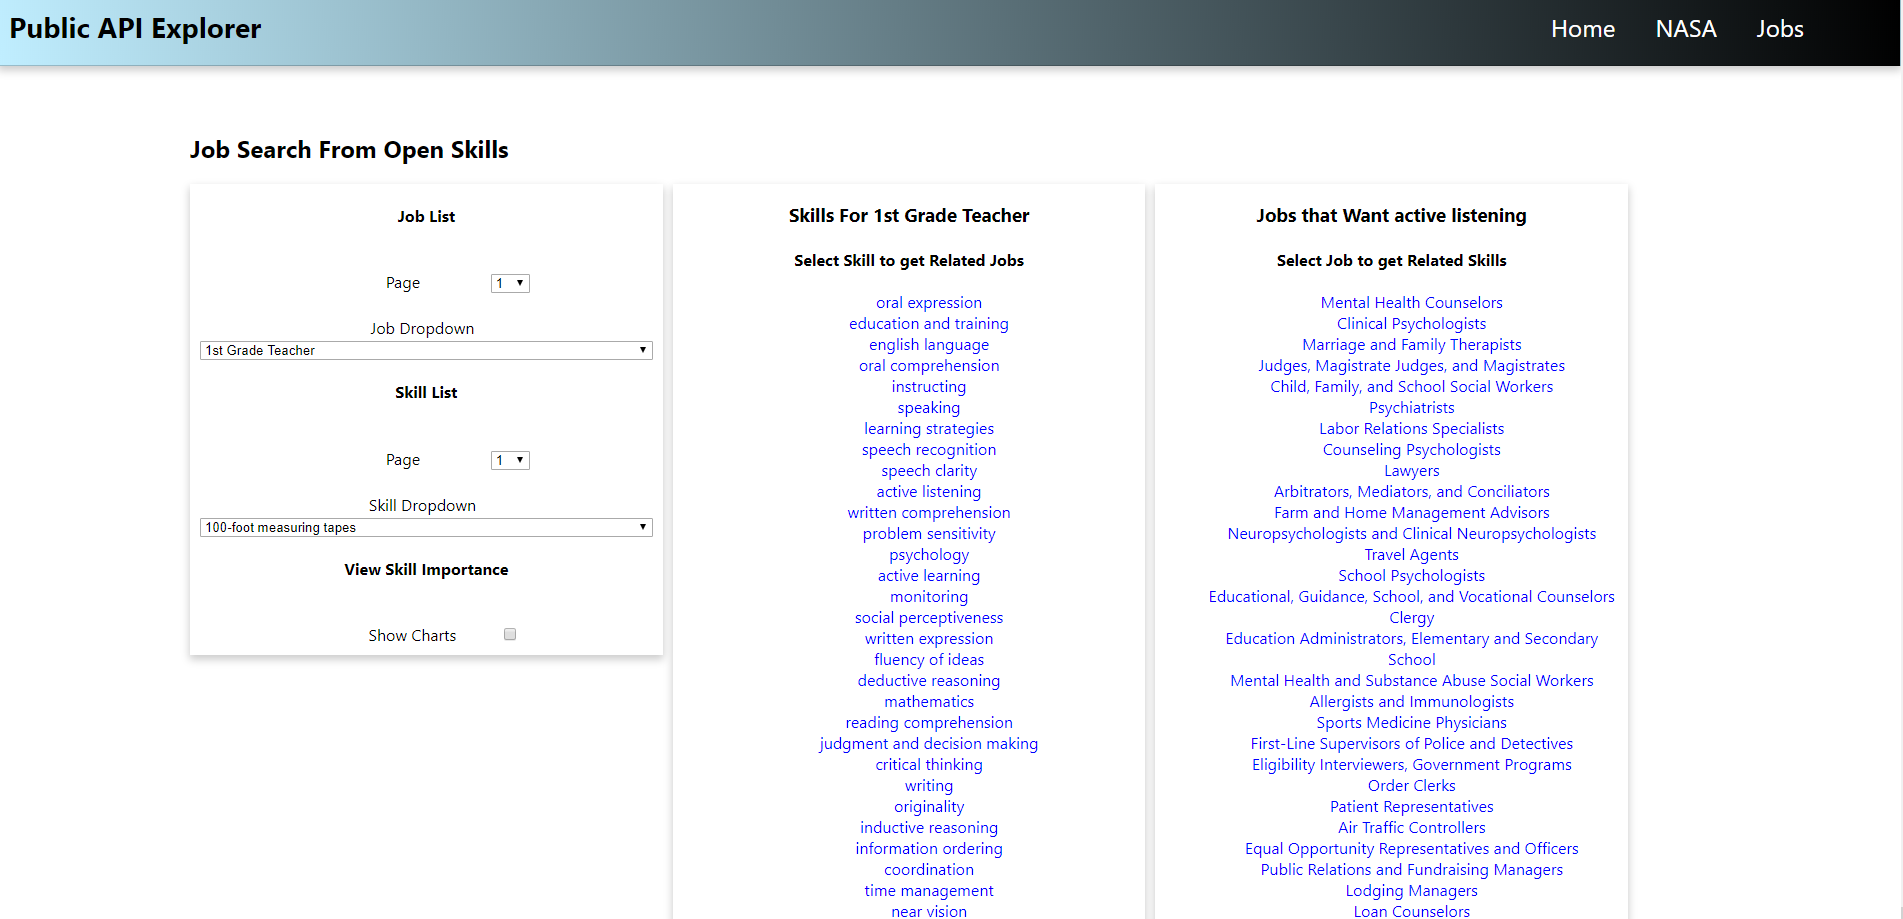 Public API Explorer
Home
NASA
Jobs
Job Search From Open Skills
Job List
Page
1
Job Dropdown
1st Grade Teacher
Skill List
Page
1
Skill Dropdown
100-foot measuring tapes
View Skill Importance
Show Charts
Skills For 1st Grade Teacher
Select Skill to get Related Jobs
oral expression
education and training
english language
oral comprehension
instructing
speaking
learning strategies
speech recognition
speech clarity
active listening
written comprehension
problem sensitivity
psychology
active learning
monitoring
social perceptiveness
written expression
fluency of ideas
deductive reasoning
mathematics
reading comprehension
judgment and decision making
critical thinking
writing
originality
inductive reasoning
information ordering
coordination
time management
near vision
Jobs that Want active listening
Select Job to get Related Skills
Mental Health Counselors
Clinical Psychologists
Marriage and Family Therapists
Judges, Magistrate Judges, and Magistrates
Child, Family, and School Social Workers
Psychiatrists
Labor Relations Specialists
Counseling Psychologists
Lawyers
Arbitrators, Mediators, and Conciliators
Farm and Home Management Advisors
Neuropsychologists and Clinical Neuropsychologists
Travel Agents
School Psychologists
Educational, Guidance, School, and Vocational Counselors
Clergy
Education Administrators, Elementary and Secondary
School
Mental Health and Substance Abuse Social Workers
Allergists and Immunologists
Sports Medicine Physicians
First-Line Supervisors of Police and Detectives
Eligibility Interviewers, Government Programs
Order Clerks
Patient Representatives
Air Traffic Controllers
Equal Opportunity Representatives and Officers
Public Relations and Fundraising Managers
Lodging Managers
Loan Counselors